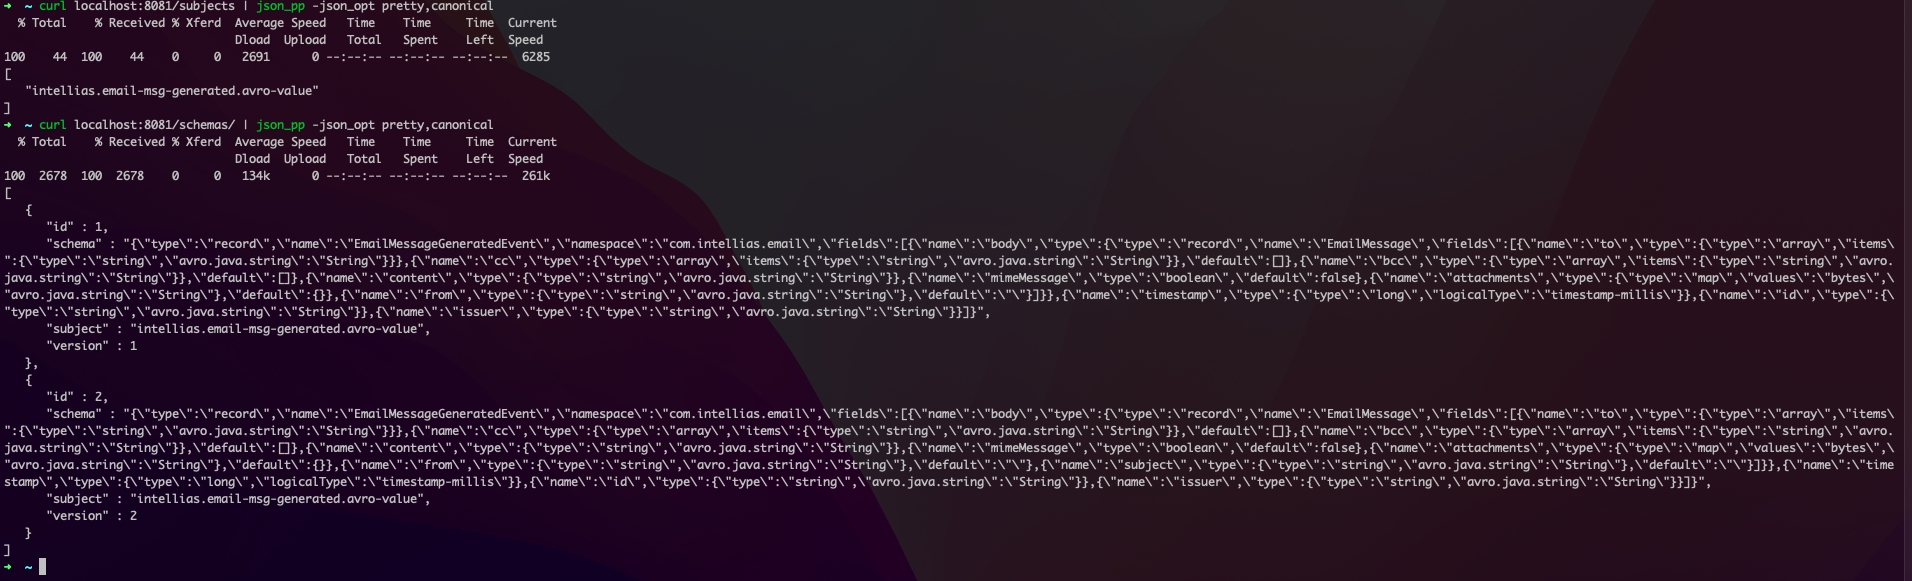 ➜  ~ curl localhost:8081/subjects | json_pp -json_opt pretty,canonical
  % Total    % Received % Xferd  Average Speed   Time    Time     Time  Current
                                 Dload  Upload   Total   Spent    Left  Speed
100    44  100    44    0     0   2691      0 --:--:-- --:--:-- --:--:--  6285
[
   "intellias.email-msg-generated.avro-value"
]
➜  ~ curl localhost:8081/schemas/ | json_pp -json_opt pretty,canonical
  % Total    % Received % Xferd  Average Speed   Time    Time     Time  Current
                                 Dload  Upload   Total   Spent    Left  Speed
100  2678  100  2678    0     0   134k      0 --:--:-- --:--:-- --:--:--  261k
[
   {
      "id" : 1,
      "schema" : "{\"type\":\"record\",\"name\":\"EmailMessageGeneratedEvent\",\"namespace\":\"com.intellias.email\",\"fields\":[{\"name\":\"body\",\"type\":{\"type\":\"record\",\"name\":\"EmailMessage\",\"fields\":[{\"name\":\"to\",\"type\":{\"type\":\"array\",\"items\
":{\"type\":\"string\",\"avro.java.string\":\"String\"}}},{\"name\":\"cc\",\"type\":{\"type\":\"array\",\"items\":{\"type\":\"string\",\"avro.java.string\":\"String\"}},\"default\":[]},{\"name\":\"bcc\",\"type\":{\"type\":\"array\",\"items\":{\"type\":\"string\",\"avro.
java.string\":\"String\"}},\"default\":[]},{\"name\":\"content\",\"type\":{\"type\":\"string\",\"avro.java.string\":\"String\"}},{\"name\":\"mimeMessage\",\"type\":\"boolean\",\"default\":false},{\"name\":\"attachments\",\"type\":{\"type\":\"map\",\"values\":\"bytes\",\
"avro.java.string\":\"String\"},\"default\":{}},{\"name\":\"from\",\"type\":{\"type\":\"string\",\"avro.java.string\":\"String\"},\"default\":\"\"}]}},{\"name\":\"timestamp\",\"type\":{\"type\":\"long\",\"logicalType\":\"timestamp-millis\"}},{\"name\":\"id\",\"type\":{\
"type\":\"string\",\"avro.java.string\":\"String\"}},{\"name\":\"issuer\",\"type\":{\"type\":\"string\",\"avro.java.string\":\"String\"}}]}",
      "subject" : "intellias.email-msg-generated.avro-value",
      "version" : 1
   },
   {
      "id" : 2,
      "schema" : "{\"type\":\"record\",\"name\":\"EmailMessageGeneratedEvent\",\"namespace\":\"com.intellias.email\",\"fields\":[{\"name\":\"body\",\"type\":{\"type\":\"record\",\"name\":\"EmailMessage\",\"fields\":[{\"name\":\"to\",\"type\":{\"type\":\"array\",\"items\
":{\"type\":\"string\",\"avro.java.string\":\"String\"}}},{\"name\":\"cc\",\"type\":{\"type\":\"array\",\"items\":{\"type\":\"string\",\"avro.java.string\":\"String\"}},\"default\":[]},{\"name\":\"bcc\",\"type\":{\"type\":\"array\",\"items\":{\"type\":\"string\",\"avro.
java.string\":\"String\"}},\"default\":[]},{\"name\":\"content\",\"type\":{\"type\":\"string\",\"avro.java.string\":\"String\"}},{\"name\":\"mimeMessage\",\"type\":\"boolean\",\"default\":false},{\"name\":\"attachments\",\"type\":{\"type\":\"map\",\"values\":\"bytes\",\
"avro.java.string\":\"String\"},\"default\":{}},{\"name\":\"from\",\"type\":{\"type\":\"string\",\"avro.java.string\":\"String\"},\"default\":\"\"},{\"name\":\"subject\",\"type\":{\"type\":\"string\",\"avro.java.string\":\"String\"},\"default\":\"\"}]}},{\"name\":\"time
stamp\",\"type\":{\"type\":\"long\",\"logicalType\":\"timestamp-millis\"}},{\"name\":\"id\",\"type\":{\"type\":\"string\",\"avro.java.string\":\"String\"}},{\"name\":\"issuer\",\"type\":{\"type\":\"string\",\"avro.java.string\":\"String\"}}]}",
      "subject" : "intellias.email-msg-generated.avro-value",
      "version" : 2
   }
]
➜  ~